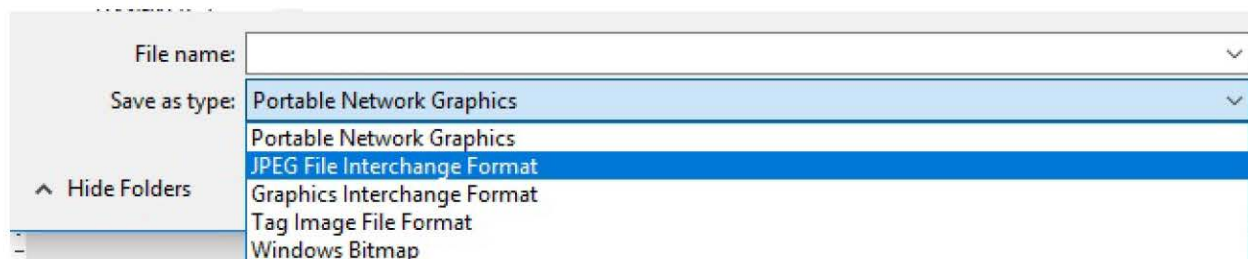 File name:
Save as type: Portable Network Graphics
Portable Network Graphics
JPEG File Interchange Format
Hide Folders
Graphics Interchange Format
Tag Image File Format
Windows Bitmap